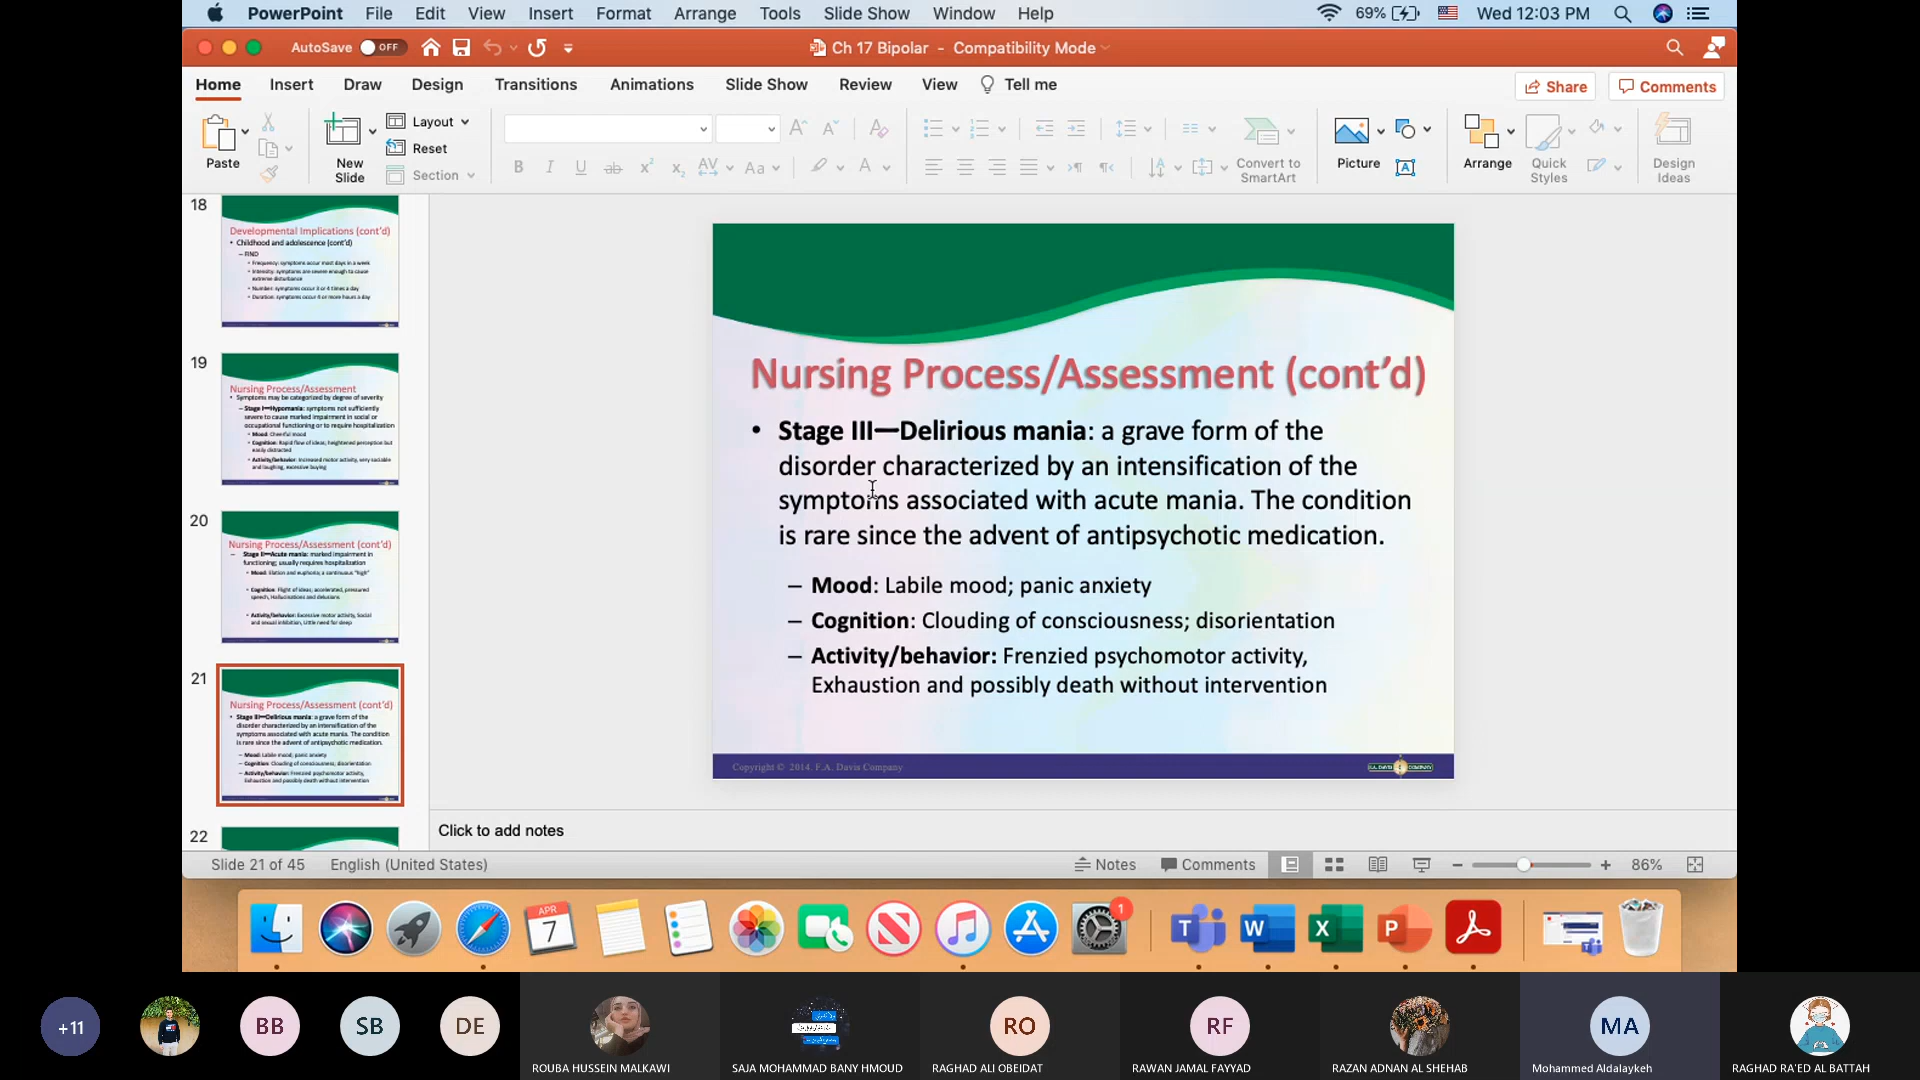 PowerPoint File Edit View Insert Format Arrange Tools Slide Show Window Help 69% Wed 12:03 PM
AutoSave OFF Ch 17 Bipolar - Compatibility Mode
Home Insert Draw Design Transitions Animations Slide Show Review View Tell me Share Comments
Paste
New
Slide
Layout
Reset
Section
Convert to
SmartArt
Picture
Arrange
Quick
Styles
Design
Ideas
18
Developmental Implications (cont'd)
• Childhood and adolescence (cont'd)
– FIND
• Frequency: symptoms occur most days in a week
• Intensity: symptoms are severe enough to cause
extreme disturbance
• Number: symptoms occur 3 or 4 times a day
• Duration: symptoms occur 4 or more hours a day
19
Nursing Process/Assessment
• Symptoms may be categorized by degree of severity
– Stage I—Hypomania: symptoms not sufficiently
severe to cause marked impairment in social or
occupational functioning or to require hospitalization
• Mood: Cheerful mood
• Cognition: Rapid flow of ideas; heightened perception but
easily distracted
• Activity/behavior: Increased motor activity, very sociable
and laughing, excessive buying
20
Nursing Process/Assessment (cont'd)
– Stage II—Acute mania: marked impairment in
functioning; usually requires hospitalization
• Mood: Elation and euphoria; a continuous "high"
• Cognition: Flight of ideas; accelerated, pressured
speech, Hallucinations and delusions
• Activity/behavior: Excessive motor activity, Social
and sexual inhibition, Little need for sleep
21
Nursing Process/Assessment (cont'd)
• Stage III—Delirious mania: a grave form of the
disorder characterized by an intensification of the
symptoms associated with acute mania. The condition
is rare since the advent of antipsychotic medication.
– Mood: Labile mood; panic anxiety
– Cognition: Clouding of consciousness; disorientation
– Activity/behavior: Frenzied psychomotor activity,
Exhaustion and possibly death without intervention
22
Nursing Process/Assessment (cont'd)
• Stage III—Delirious mania: a grave form of the
disorder characterized by an intensification of the
symptoms associated with acute mania. The condition
is rare since the advent of antipsychotic medication.
– Mood: Labile mood; panic anxiety
– Cognition: Clouding of consciousness; disorientation
– Activity/behavior: Frenzied psychomotor activity,
Exhaustion and possibly death without intervention
Copyright © 2014. F.A. Davis Company
F.A. DAVIS COMPANY
Click to add notes
Slide 21 of 45 English (United States) Notes Comments 86%
APR
7
1
T W X P
+11 BB SB DE RO RF MA
ROUBA HUSSEIN MALKAWI SAJA MOHAMMAD BANY HMOUD RAGHAD ALI OBEIDAT RAWAN JAMAL FAYYAD RAZAN ADNAN AL SHEHAB Mohammed Aldalaykeh RAGHAD RA'ED AL BATTAH